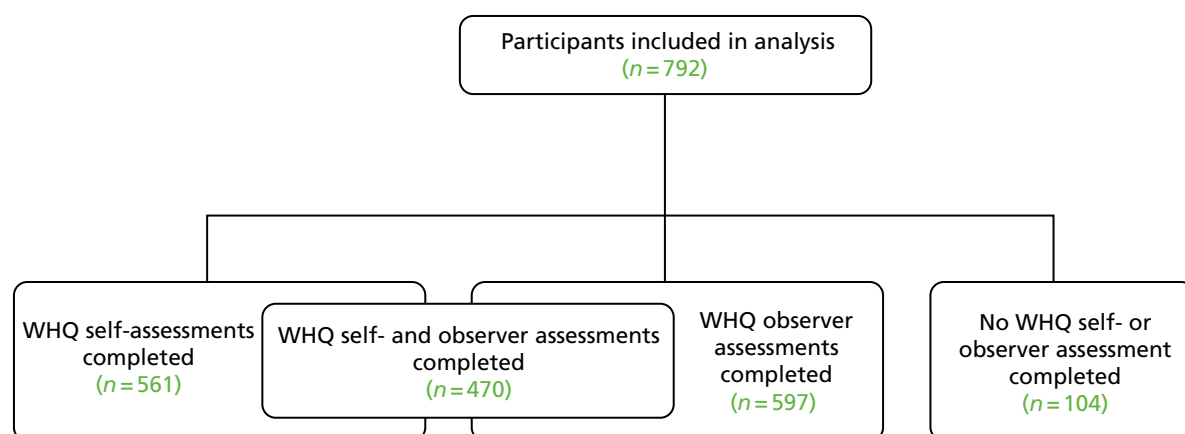 Participants included in analysis
(n = 792)
WHQ self-assessments
completed
(n = 561)
WHQ self- and observer assessments
completed
(n = 470)
WHQ observer
assessments
completed
(n = 597)
No WHQ self- or
observer assessment
completed
(n = 104)